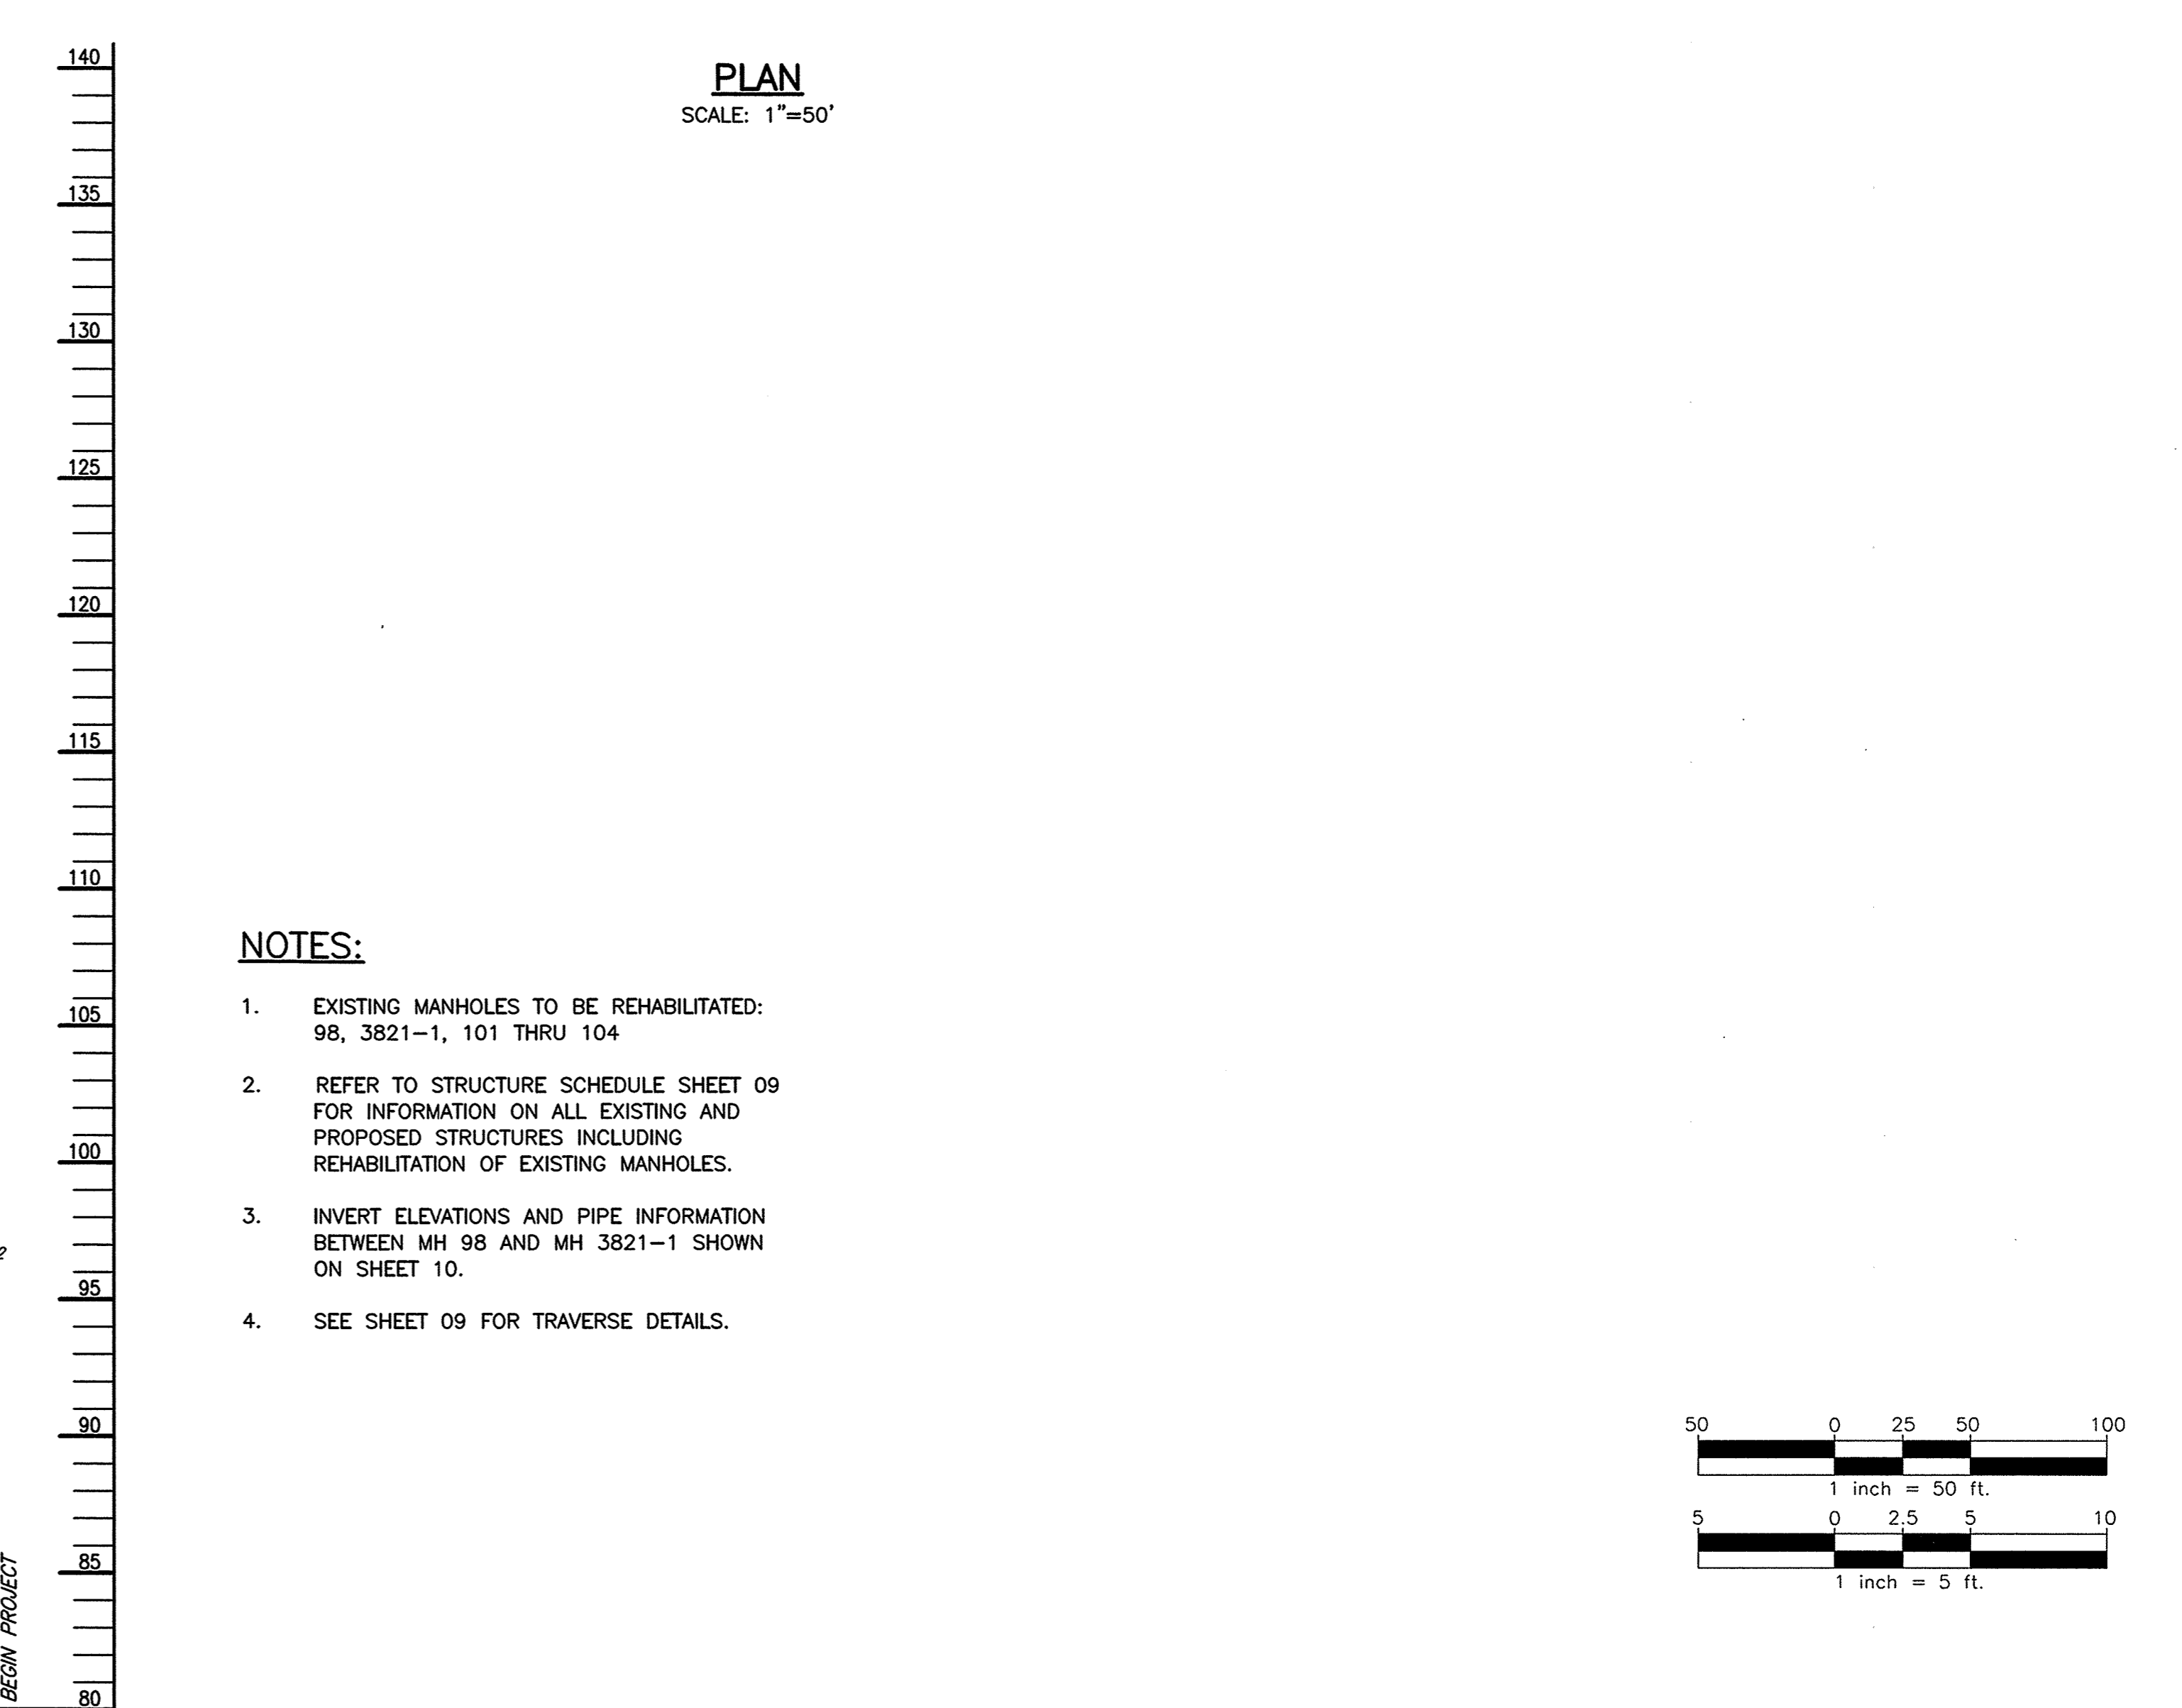 PLAN
SCALE: 1"=50'
140
135
130
125
120
115
110
105
100
95
90
85
80
BEGIN PROJECT
NOTES:
1. EXISTING MANHOLES TO BE REHABILITATED:
98, 3821-1, 101 THRU 104
2. REFER TO STRUCTURE SCHEDULE SHEET 09
FOR INFORMATION ON ALL EXISTING AND
PROPOSED STRUCTURES INCLUDING
REHABILITATION OF EXISTING MANHOLES.
3. INVERT ELEVATIONS AND PIPE INFORMATION
BETWEEN MH 98 AND MH 3821-1 SHOWN
ON SHEET 10.
4. SEE SHEET 09 FOR TRAVERSE DETAILS.
50 0 25 50 100
1 inch = 50 ft.
5 0 2.5 5 10
1 inch = 5 ft.